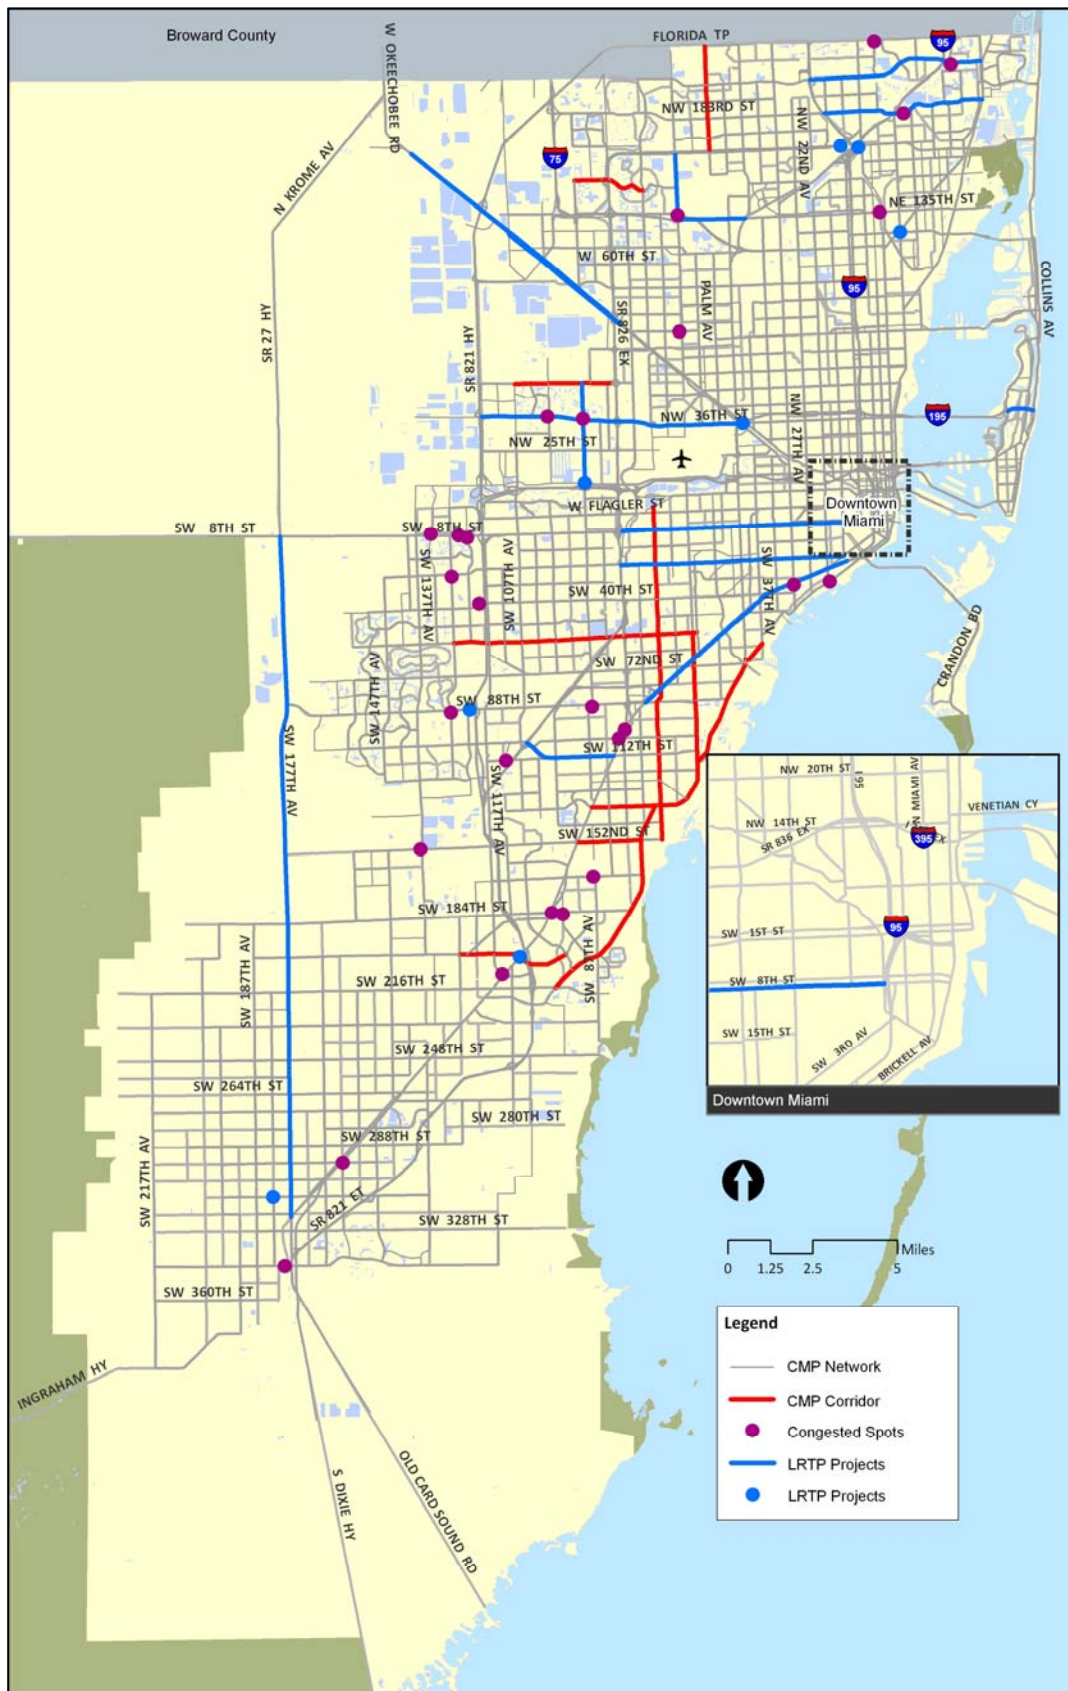 Broward County
FLORIDA TP
95
W OKEECHOBEE RD
NW 183RD ST
NW 22ND AV
75
N KROME AV
NE 135TH ST
W 60TH ST
PALM AV
95
COLLINS AV
SR 27 HY
SR 821 HY
SR 826 EX
NW 36TH ST
NW 27TH AV
195
NW 25TH ST
W FLAGLER ST
Downtown
Miami
SW 8TH ST
SW 8TH ST
SW 137TH AV
SW 107TH AV
SW 40TH ST
SW 37TH AV
CRANDON BD
SW 72ND ST
SW 147TH AV
SW 88TH ST
SW 112TH ST
SW 177TH AV
SW 117TH AV
SW 152ND ST
SW 184TH ST
SW 87TH AV
SW 187TH AV
SW 216TH ST
SW 248TH ST
SW 264TH ST
SW 280TH ST
SW 288TH ST
SW 217TH AV
SR 821 ET
SW 328TH ST
SW 360TH ST
INGRAHAM HY
S DIXIE HY
OLD CARD SOUND RD
NW 20TH ST
I 95
N MIAMI AV
VENETIAN CY
NW 14TH ST
SR 836 EX
395
EX
95
SW 1ST ST
SW 8TH ST
SW 15TH ST
SW 3RD AV
BRICKELL AV
Downtown Miami
Miles
0 1.25 2.5 5
Legend
CMP Network
CMP Corridor
Congested Spots
LRTP Projects
LRTP Projects